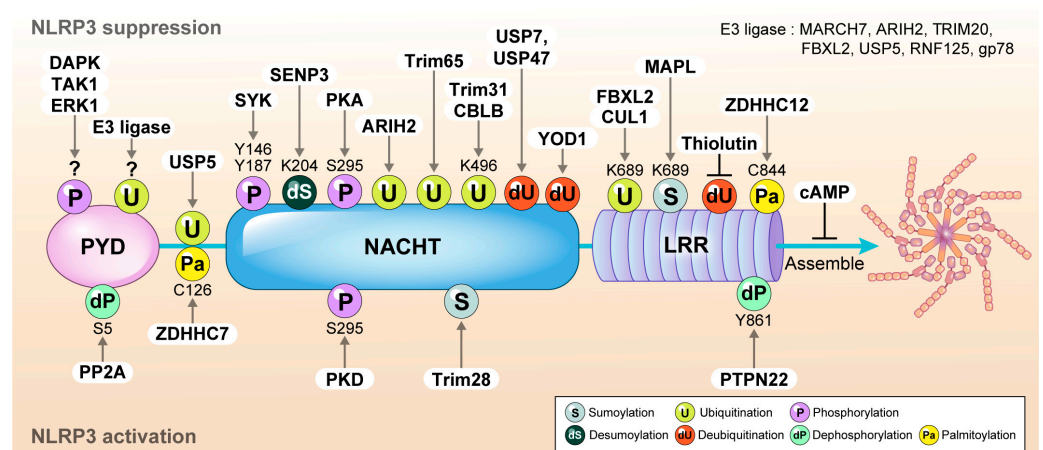 NLRP3 suppression
E3 ligase : MARCH7, ARIH2, TRIM20,
FBXL2, USP5, RNF125, gp78
DAPK
TAK1
ERK1
E3 ligase
?
?
P
U
PYD
dP
S5
PP2A
USP5
U
Pa
C126
ZDHHC7
SYK
Y146
Y187
P
SENP3
K204
dS
PKA
S295
P
ARIH2
U
Trim65
U
Trim31
CBLB
K496
U
USP7,
USP47
dU
YOD1
dU
NACHT
P
S295
PKD
S
Trim28
FBXL2
CUL1
K689
U
MAPL
K689
S
Thiolutin
dU
ZDHHC12
C844
Pa
LRR
dP
Y861
PTPN22
cAMP
Assemble
NLRP3 activation
S Sumoylation
U Ubiquitination
P Phosphorylation
dS Desumoylation
dU Deubiquitination
dP Dephosphorylation
Pa Palmitoylation